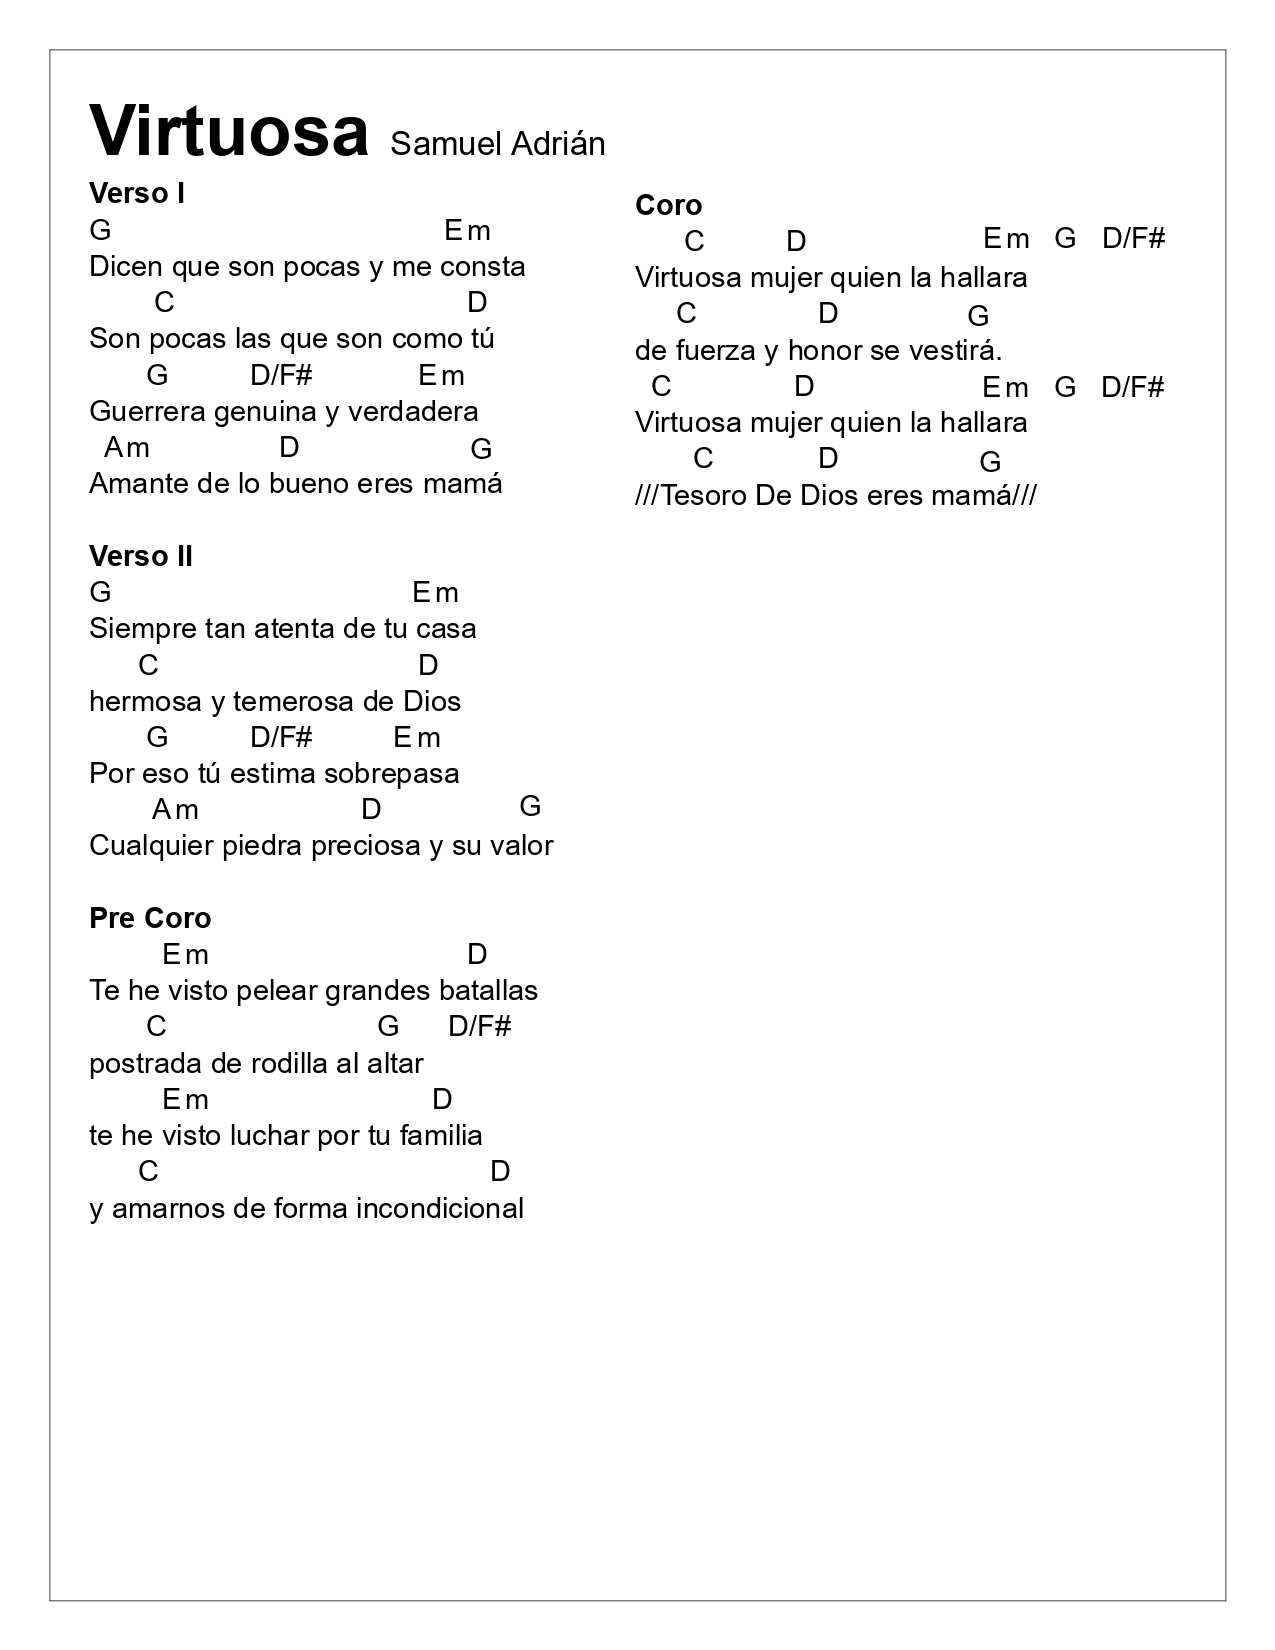 Virtuosa Samuel Adrián
Verso I
G Em
Dicen que son pocas y me consta
C D
Son pocas las que son como tú
G D/F# Em
Guerrera genuina y verdadera
Am D G
Amante de lo bueno eres mamá
Verso II
G Em
Siempre tan atenta de tu casa
C D
hermosa y temerosa de Dios
G D/F# Em
Por eso tú estima sobrepasa
Am D G
Cualquier piedra preciosa y su valor
Pre Coro
Em D
Te he visto pelear grandes batallas
C G D/F#
postrada de rodilla al altar
Em D
te he visto luchar por tu familia
C D
y amarnos de forma incondicional
Coro
C D Em G D/F#
Virtuosa mujer quien la hallara
C D G
de fuerza y honor se vestirá.
C D Em G D/F#
Virtuosa mujer quien la hallara
C D G
///Tesoro De Dios eres mamá///